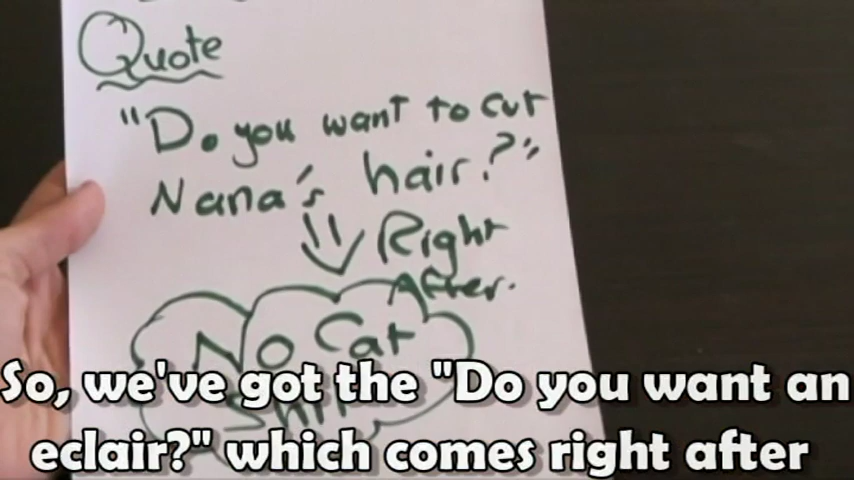 Quote
"Do you want to cut
Nana's hair?"
Right
After.
No Cat
So, we've got the "Do you want an
eclair?" which comes right after